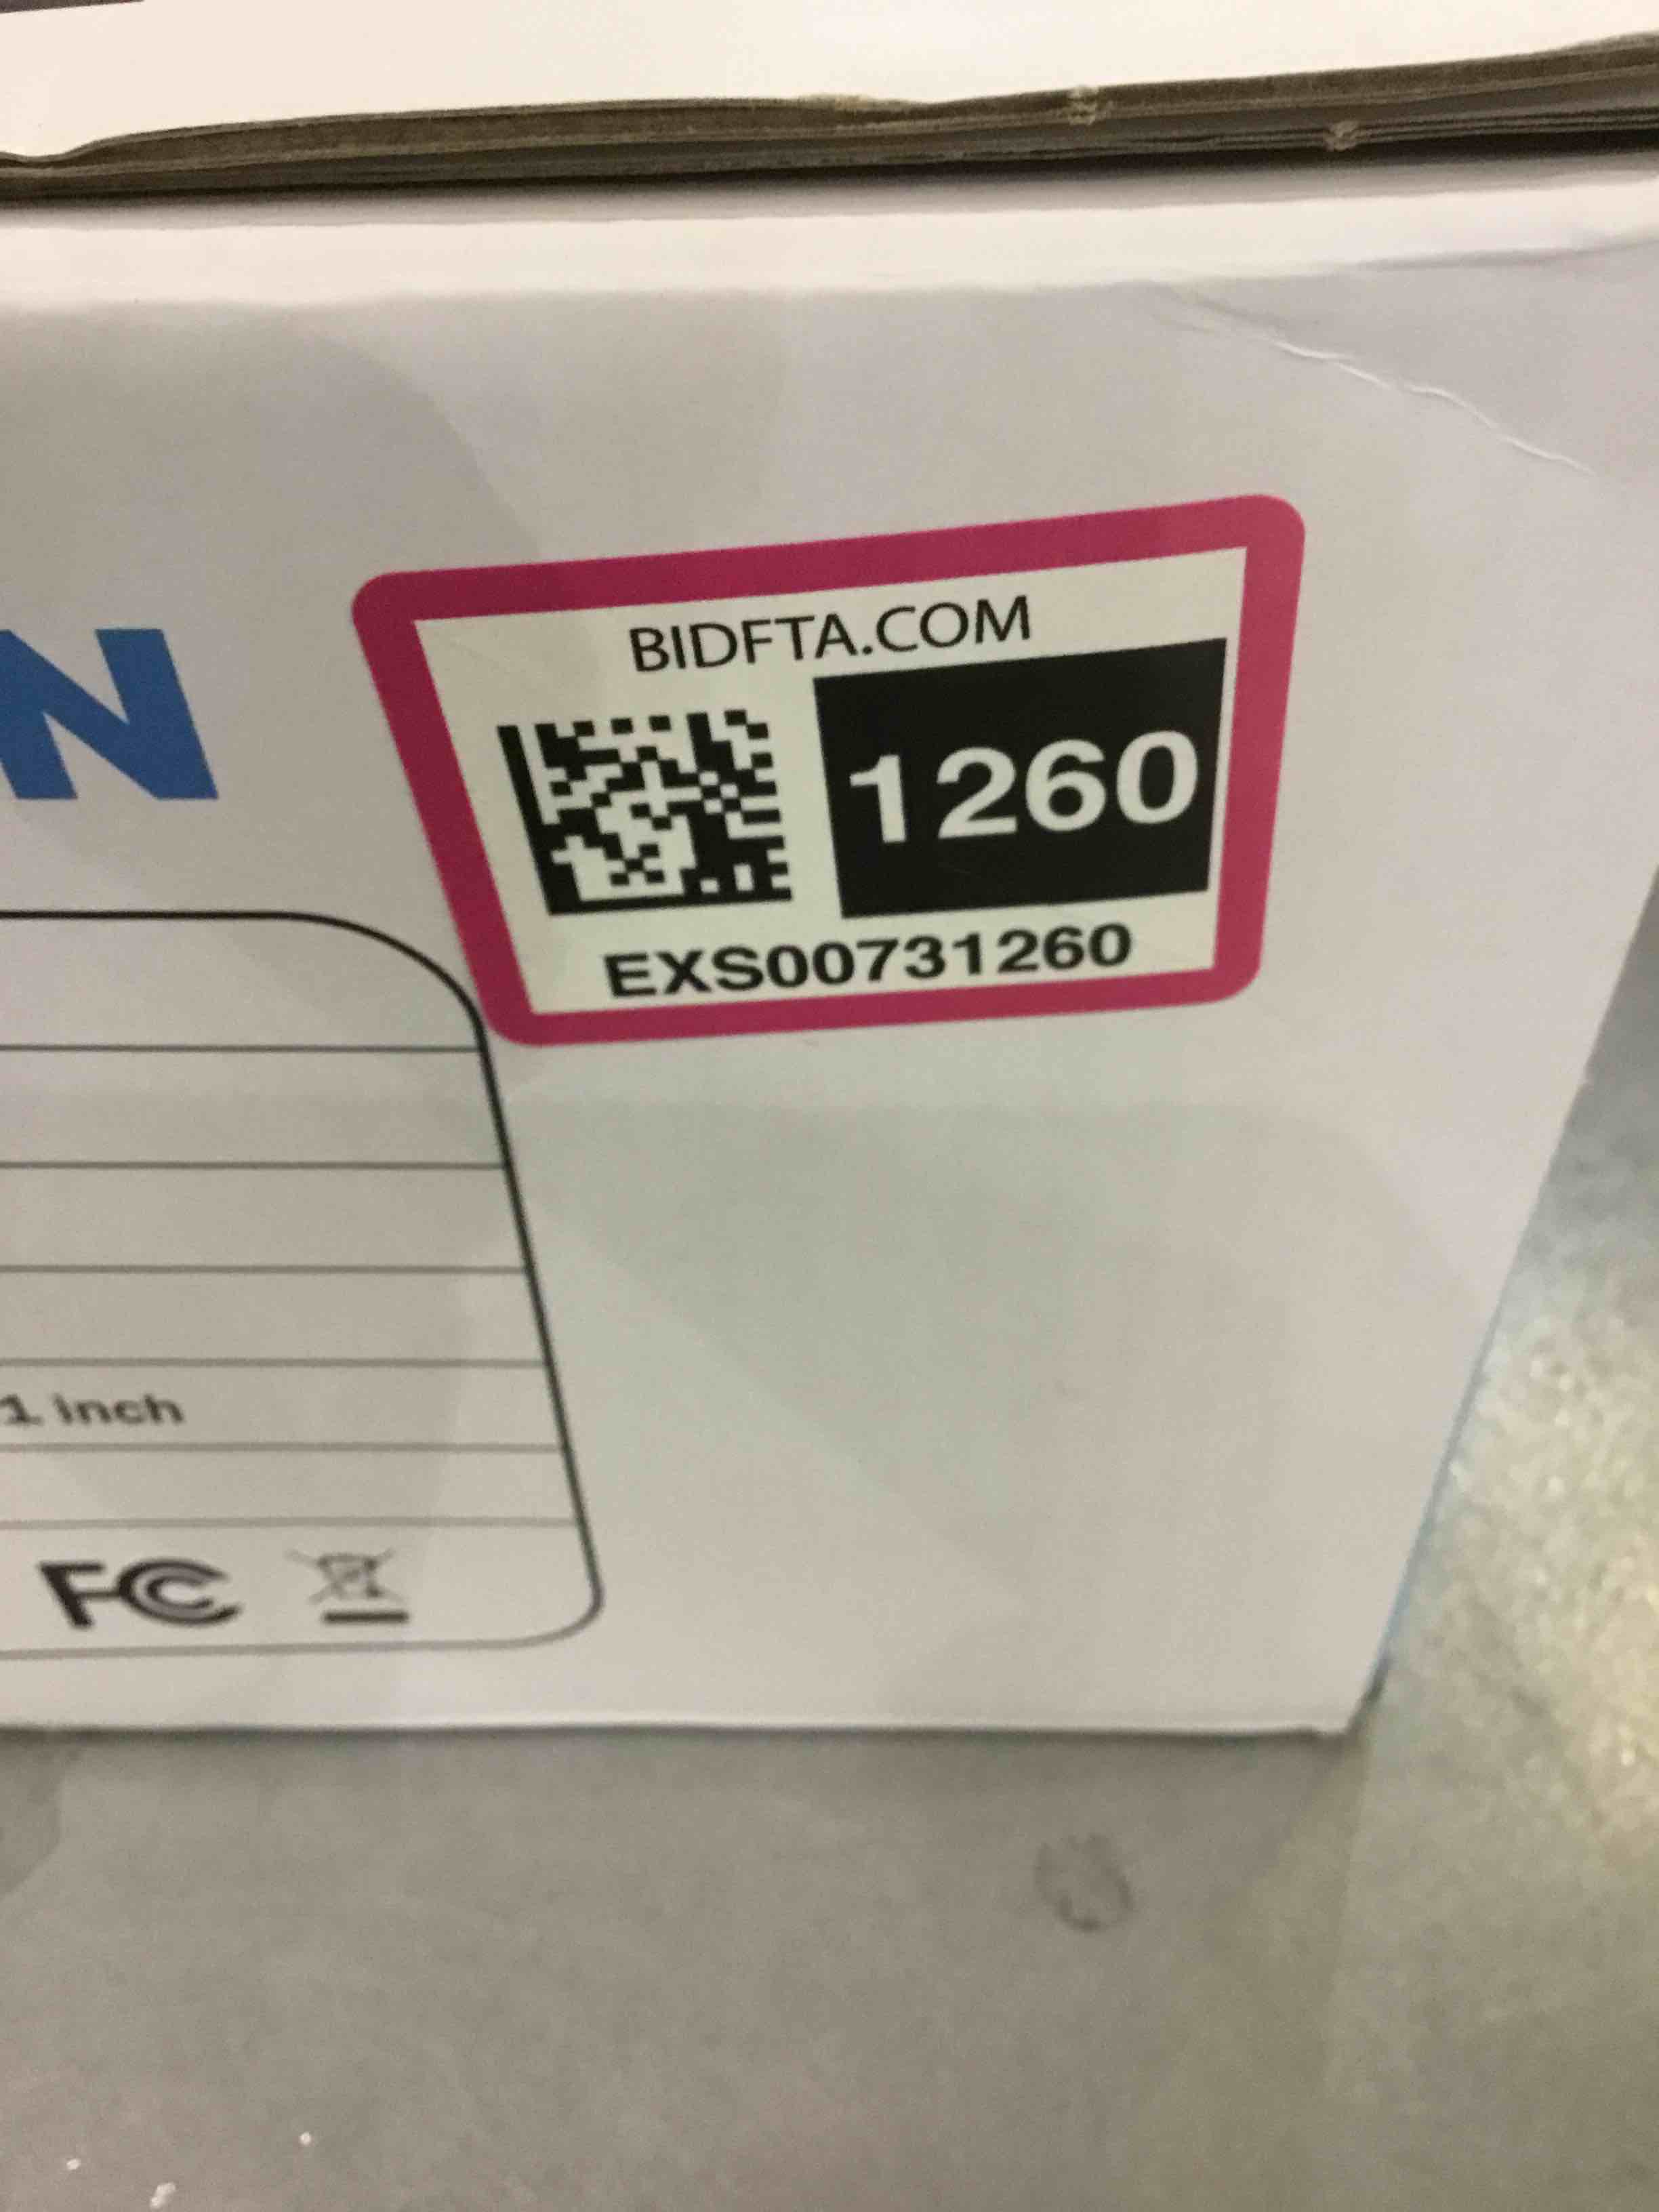 BIDFTA.COM
1260
EXS00731260
N
1 inch
FC